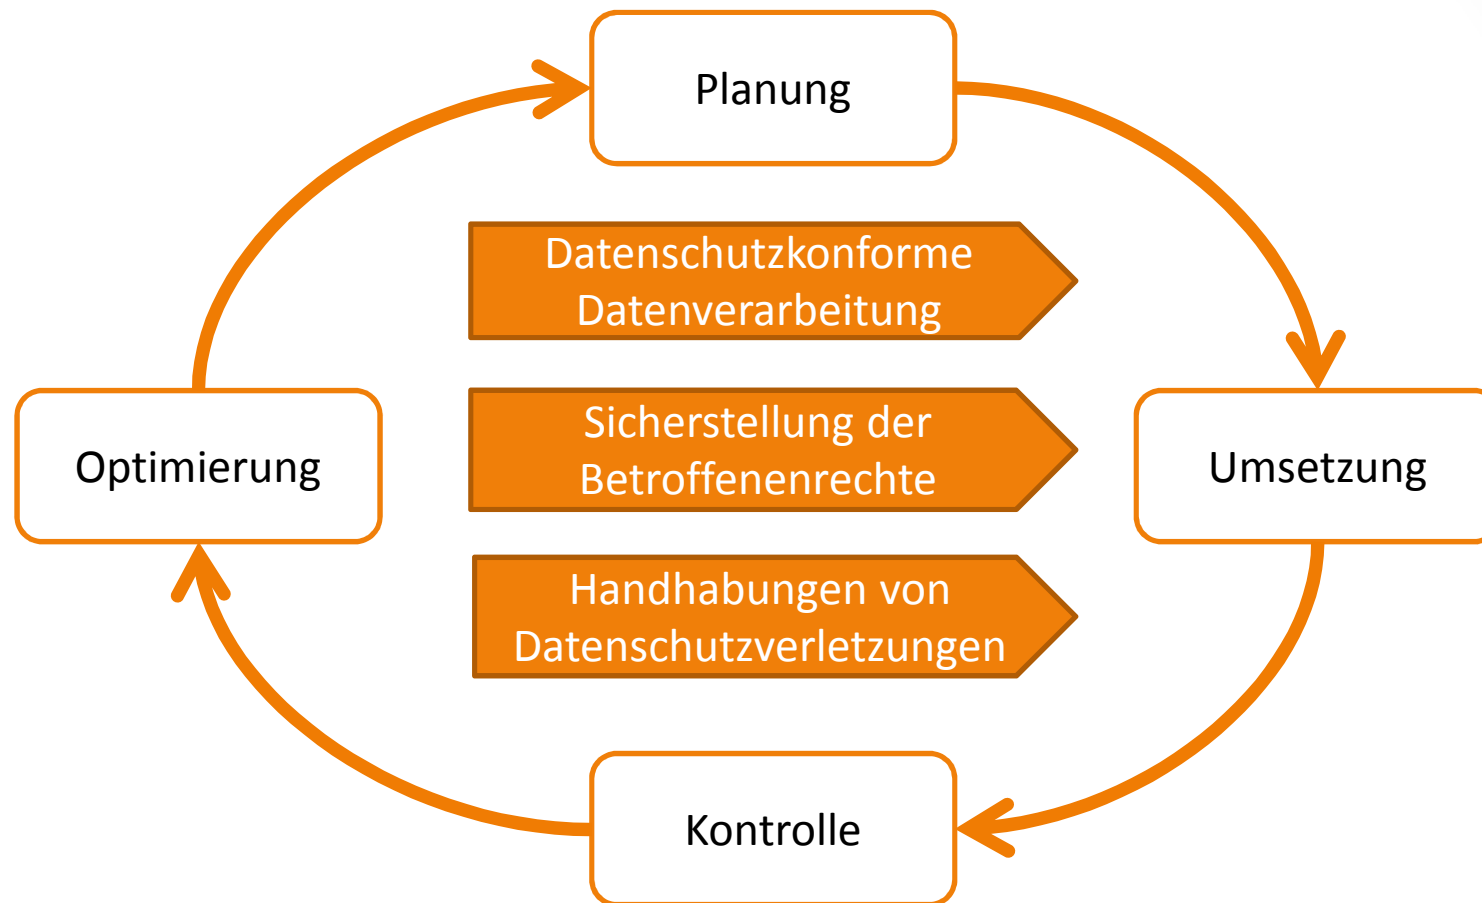 Planung
Datenschutzkonforme
Datenverarbeitung
Optimierung
Sicherstellung der
Betroffenenrechte
Umsetzung
Handhabungen von
Datenschutzverletzungen
Kontrolle